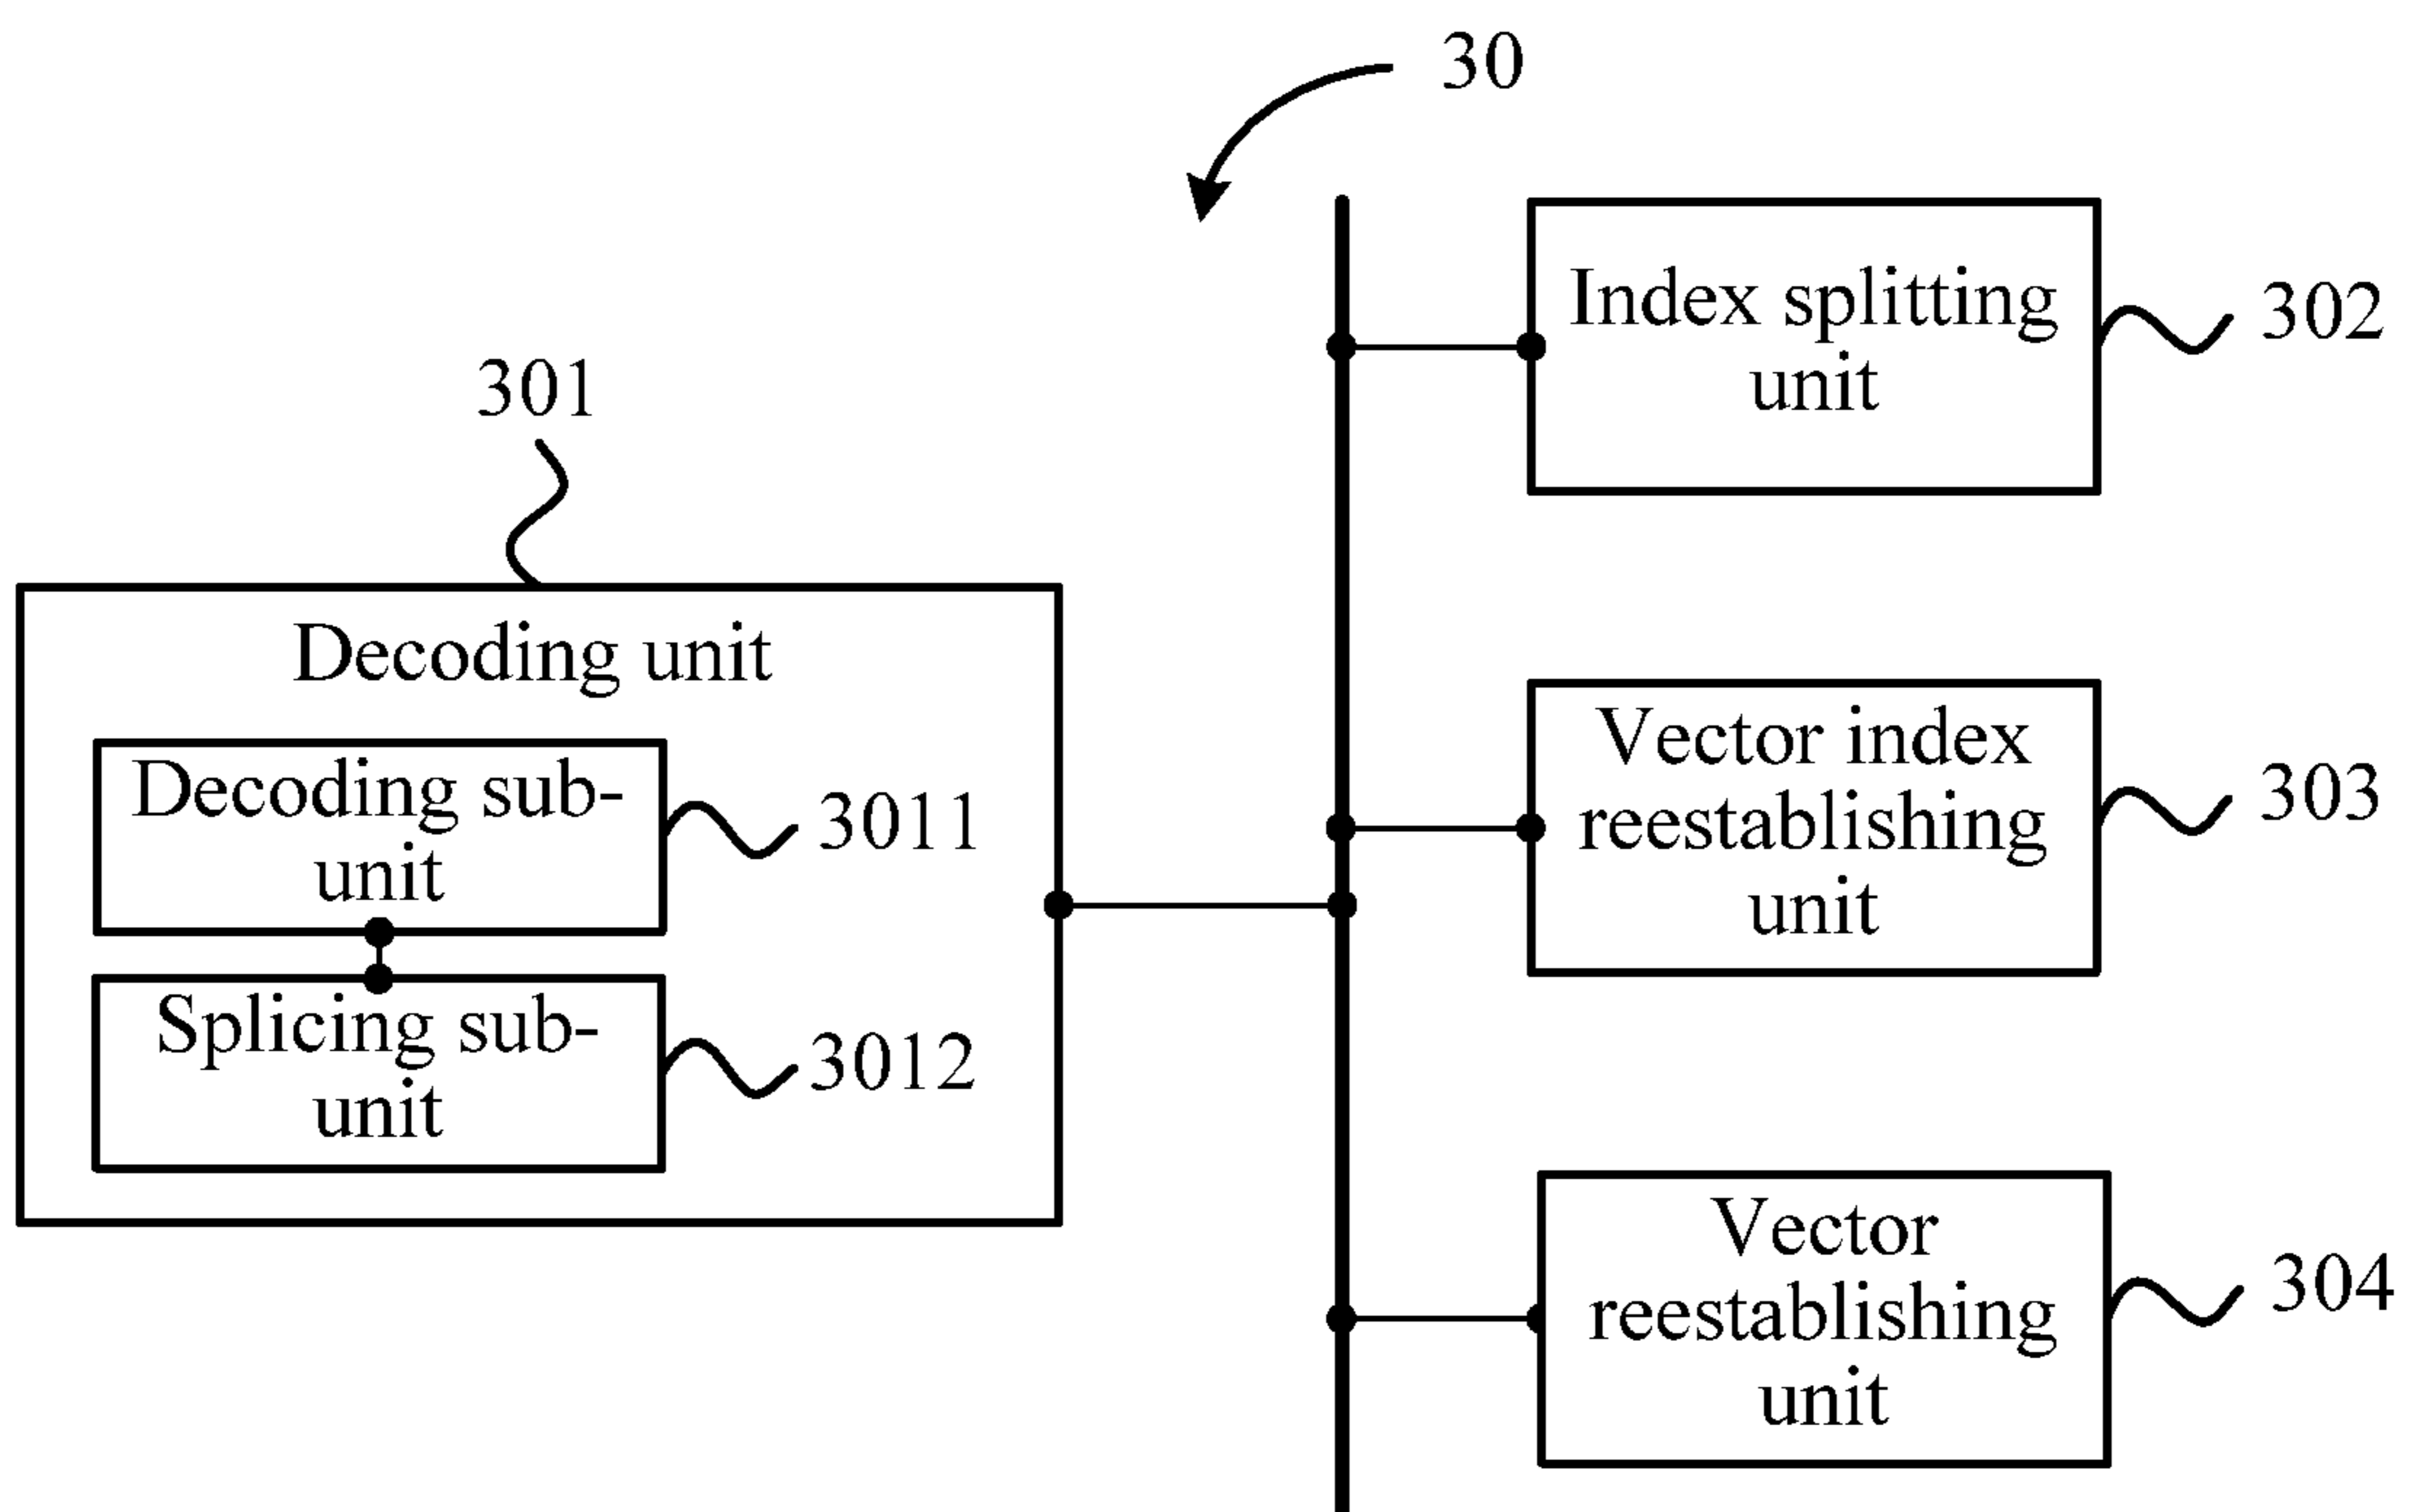 30
Index splitting
unit
302
301
Decoding unit
Decoding sub-
unit
3011
Splicing sub-
unit
3012
Vector index
reestablishing
unit
303
Vector
reestablishing
unit
304